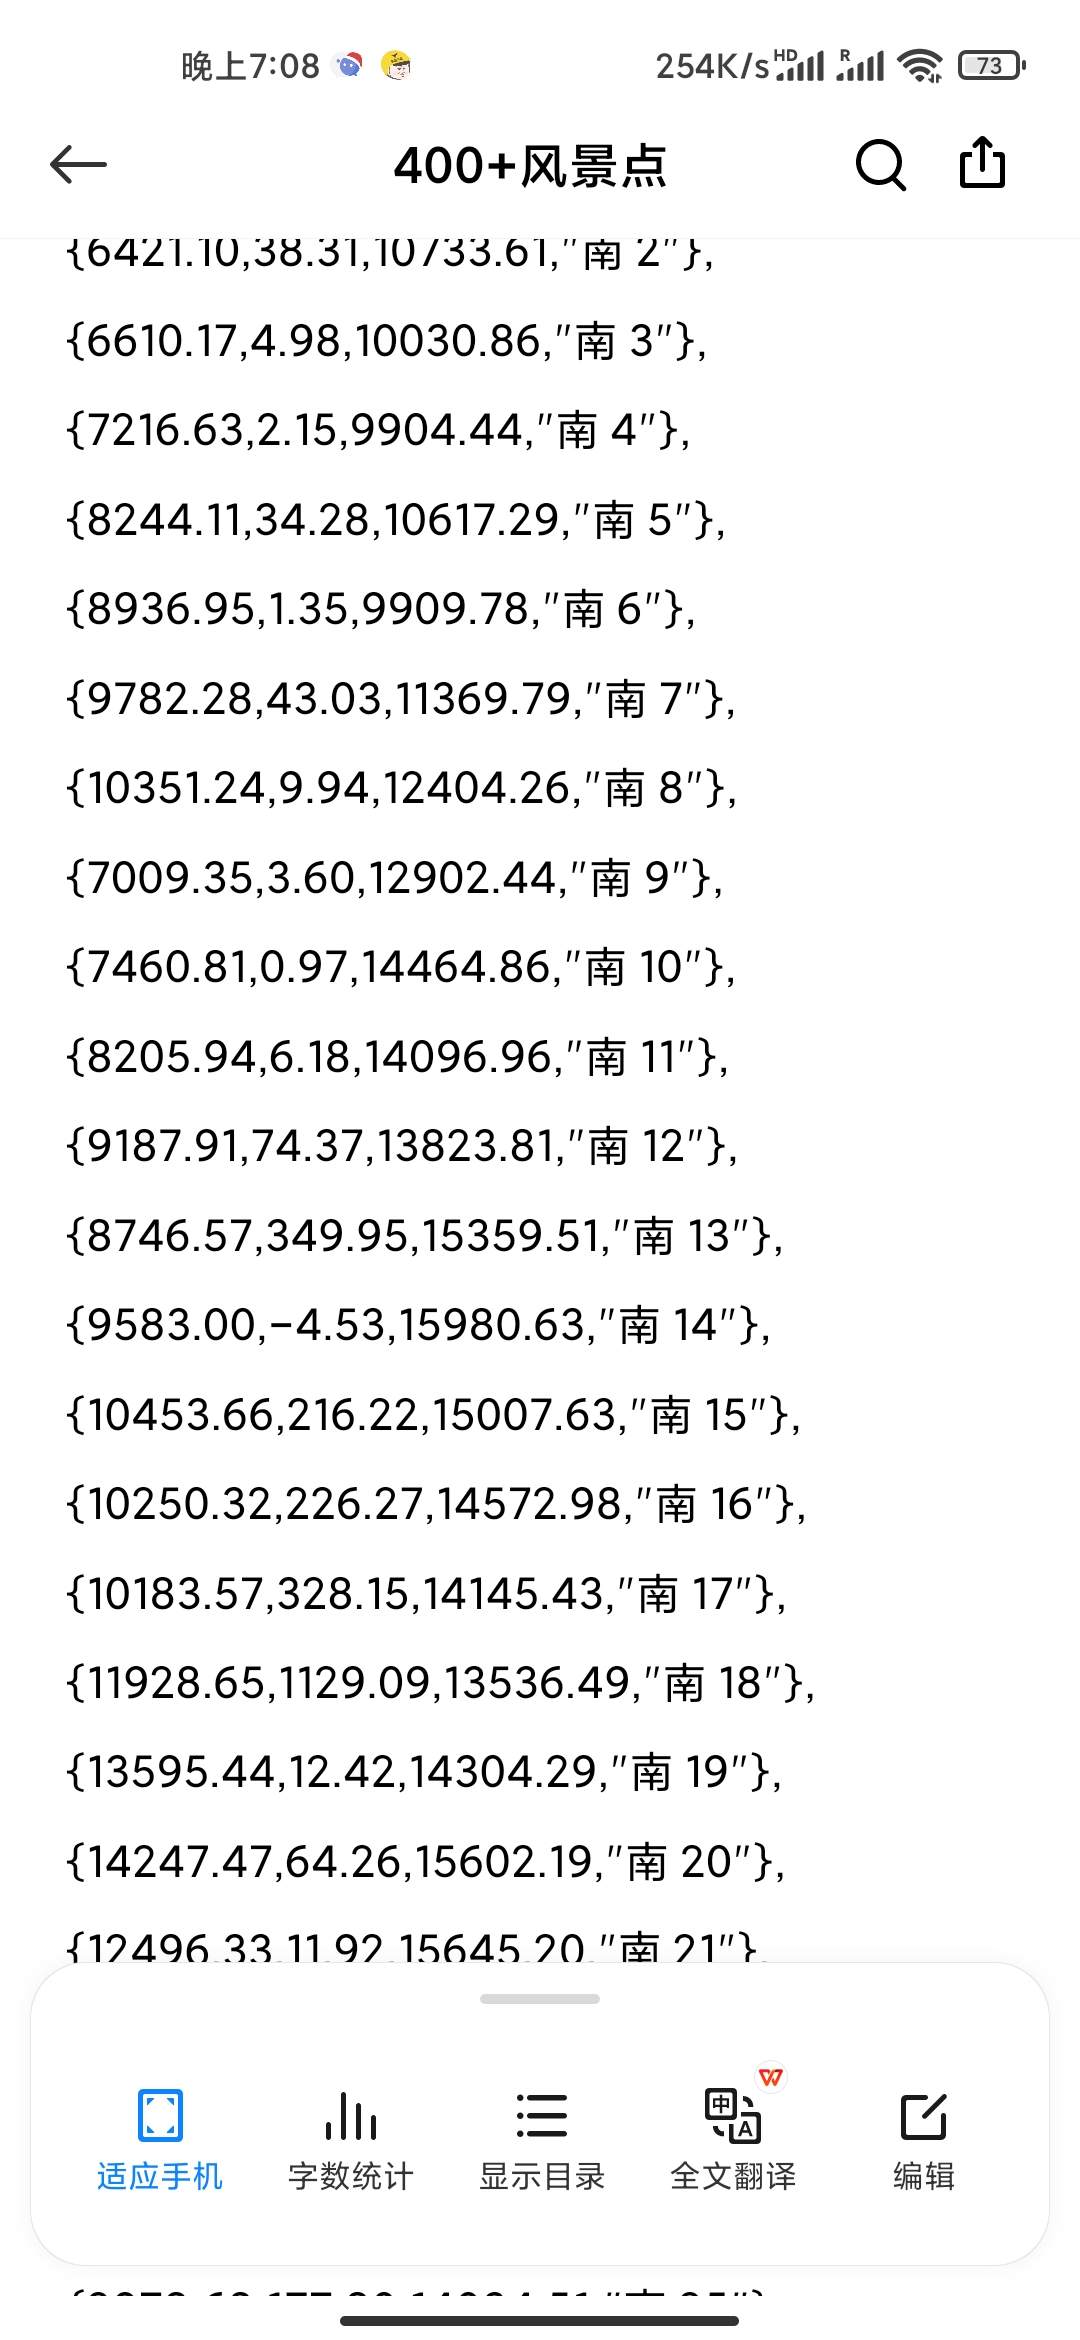 晚上7:08
254K/s HD R 73
400+风景点
{6421.10,38.31,10733.61,"南 2"},
{6610.17,4.98,10030.86,"南 3"},
{7216.63,2.15,9904.44,"南 4"},
{8244.11,34.28,10617.29,"南 5"},
{8936.95,1.35,9909.78,"南 6"},
{9782.28,43.03,11369.79,"南 7"},
{10351.24,9.94,12404.26,"南 8"},
{7009.35,3.60,12902.44,"南 9"},
{7460.81,0.97,14464.86,"南 10"},
{8205.94,6.18,14096.96,"南 11"},
{9187.91,74.37,13823.81,"南 12"},
{8746.57,349.95,15359.51,"南 13"},
{9583.00,-4.53,15980.63,"南 14"},
{10453.66,216.22,15007.63,"南 15"},
{10250.32,226.27,14572.98,"南 16"},
{10183.57,328.15,14145.43,"南 17"},
{11928.65,1129.09,13536.49,"南 18"},
{13595.44,12.42,14304.29,"南 19"},
{14247.47,64.26,15602.19,"南 20"},
{12496.33,11.92,15645.20,"南 21"},
适应手机
字数统计
显示目录
全文翻译
编辑